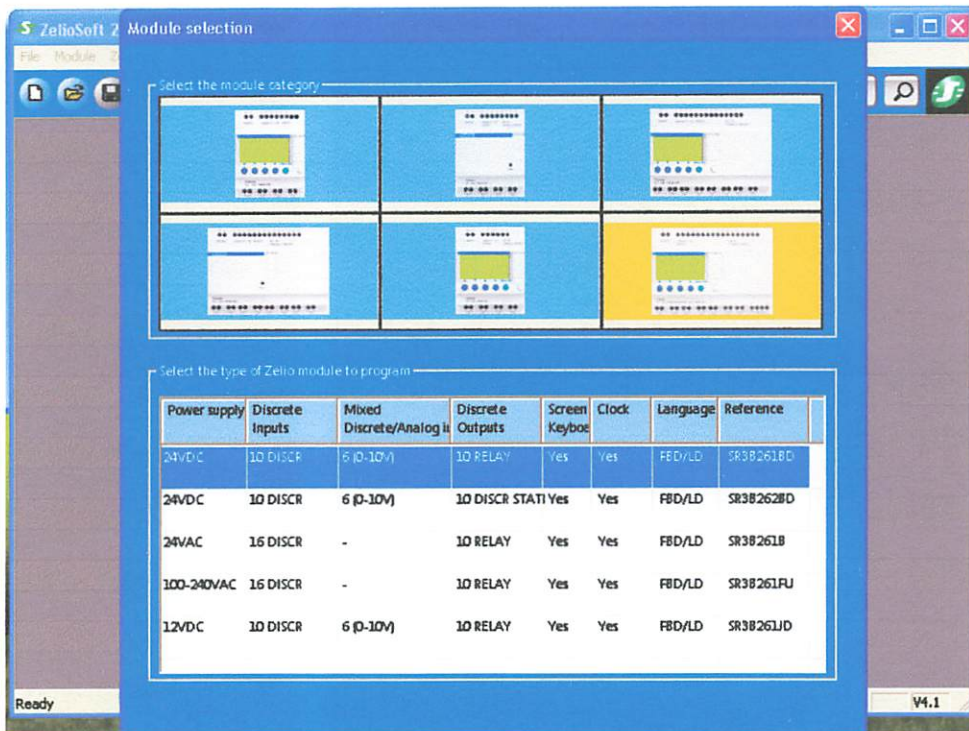 ZelioSoft 2
Module selection
File Module Z
Select the module category
Select the type of Zelio module to program
Power supply Discrete Inputs Mixed Discrete/Analog in Discrete Outputs Screen Keyboa Clock Language Reference
24VDC 10 DISCR 6 (0-10V) 10 RELAY Yes Yes FBD/LD SR3B261BD
24VDC 10 DISCR 6 (0-10V) 10 DISCR STATI Yes Yes FBD/LD SR3B262BD
24VAC 16 DISCR - 10 RELAY Yes Yes FBD/LD SR3B261B
100-240VAC 16 DISCR - 10 RELAY Yes Yes FBD/LD SR3B261FU
12VDC 10 DISCR 6 (0-10V) 10 RELAY Yes Yes FBD/LD SR3B261JD
Ready
V4.1